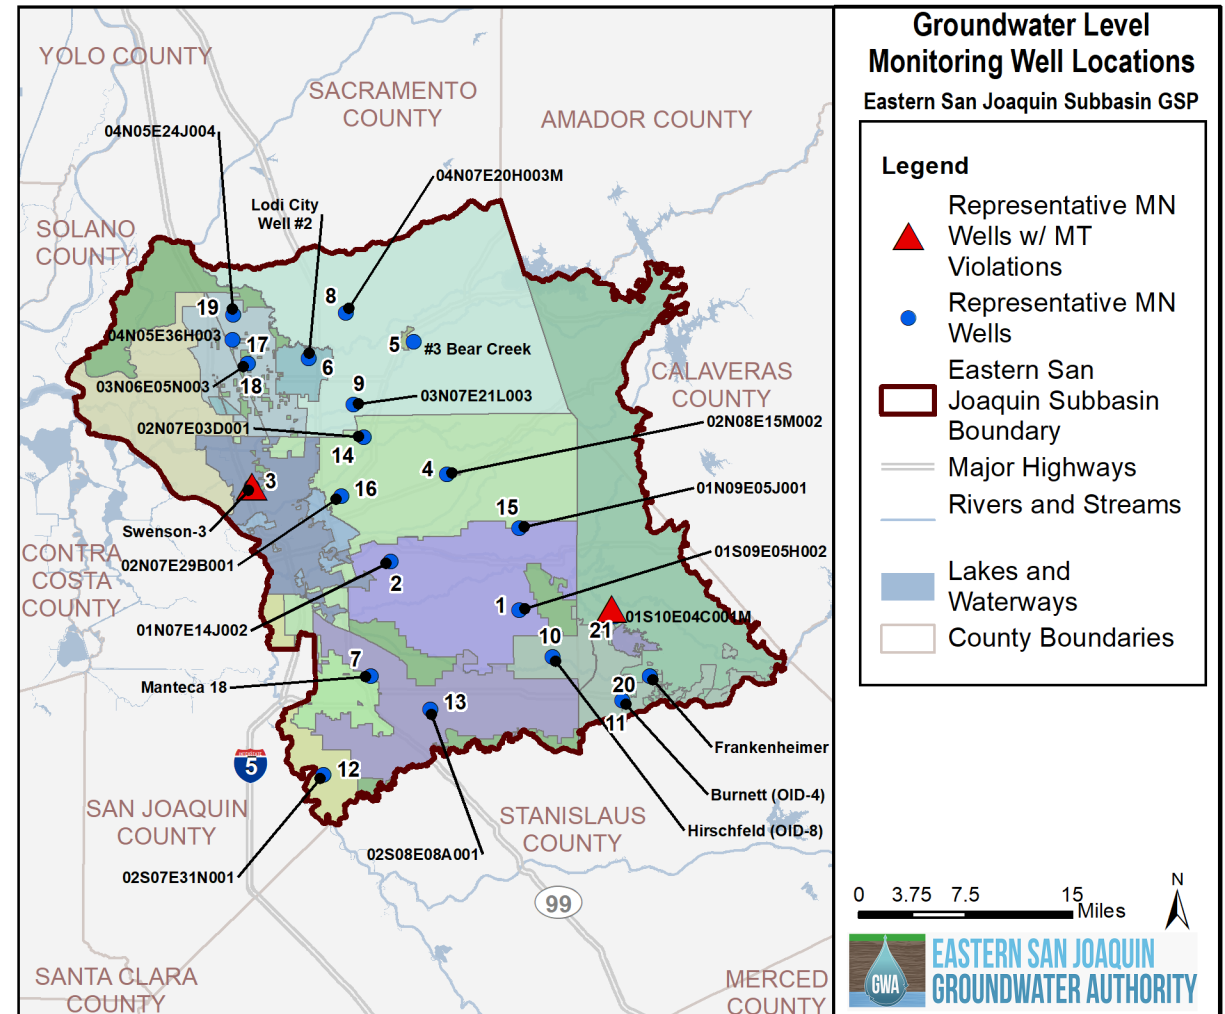 Groundwater Level
Monitoring Well Locations
Eastern San Joaquin Subbasin GSP
Legend
Representative MN
Wells w/ MT
Violations
Representative MN
Wells
Eastern San
Joaquin Subbasin
Boundary
Major Highways
Rivers and Streams
Lakes and
Waterways
County Boundaries
0 3.75 7.5 15
Miles
N
GWA
EASTERN SAN JOAQUIN
GROUNDWATER AUTHORITY
YOLO COUNTY
SACRAMENTO
COUNTY
AMADOR COUNTY
04N05E24J004
04N07E20H003M
Lodi City
Well #2
SOLANO
COUNTY
8
19
04N05E36H003
17
5
#3 Bear Creek
6
18
03N06E05N003
9
03N07E21L003
CALAVERAS
COUNTY
02N07E03D001
02N08E15M002
14
4
3
16
01N09E05J001
15
Swenson-3
CONTRA
COSTA
COUNTY
02N07E29B001
01S09E05H002
2
1
01S10E04C001M
21
01N07E14J002
10
7
Manteca 18
20
13
11
Frankenheimer
5
12
Burnett (OID-4)
SAN JOAQUIN
COUNTY
STANISLAUS
COUNTY
Hirschfeld (OID-8)
02S08E08A001
02S07E31N001
99
SANTA CLARA
COUNTY
MERCED
COUNTY